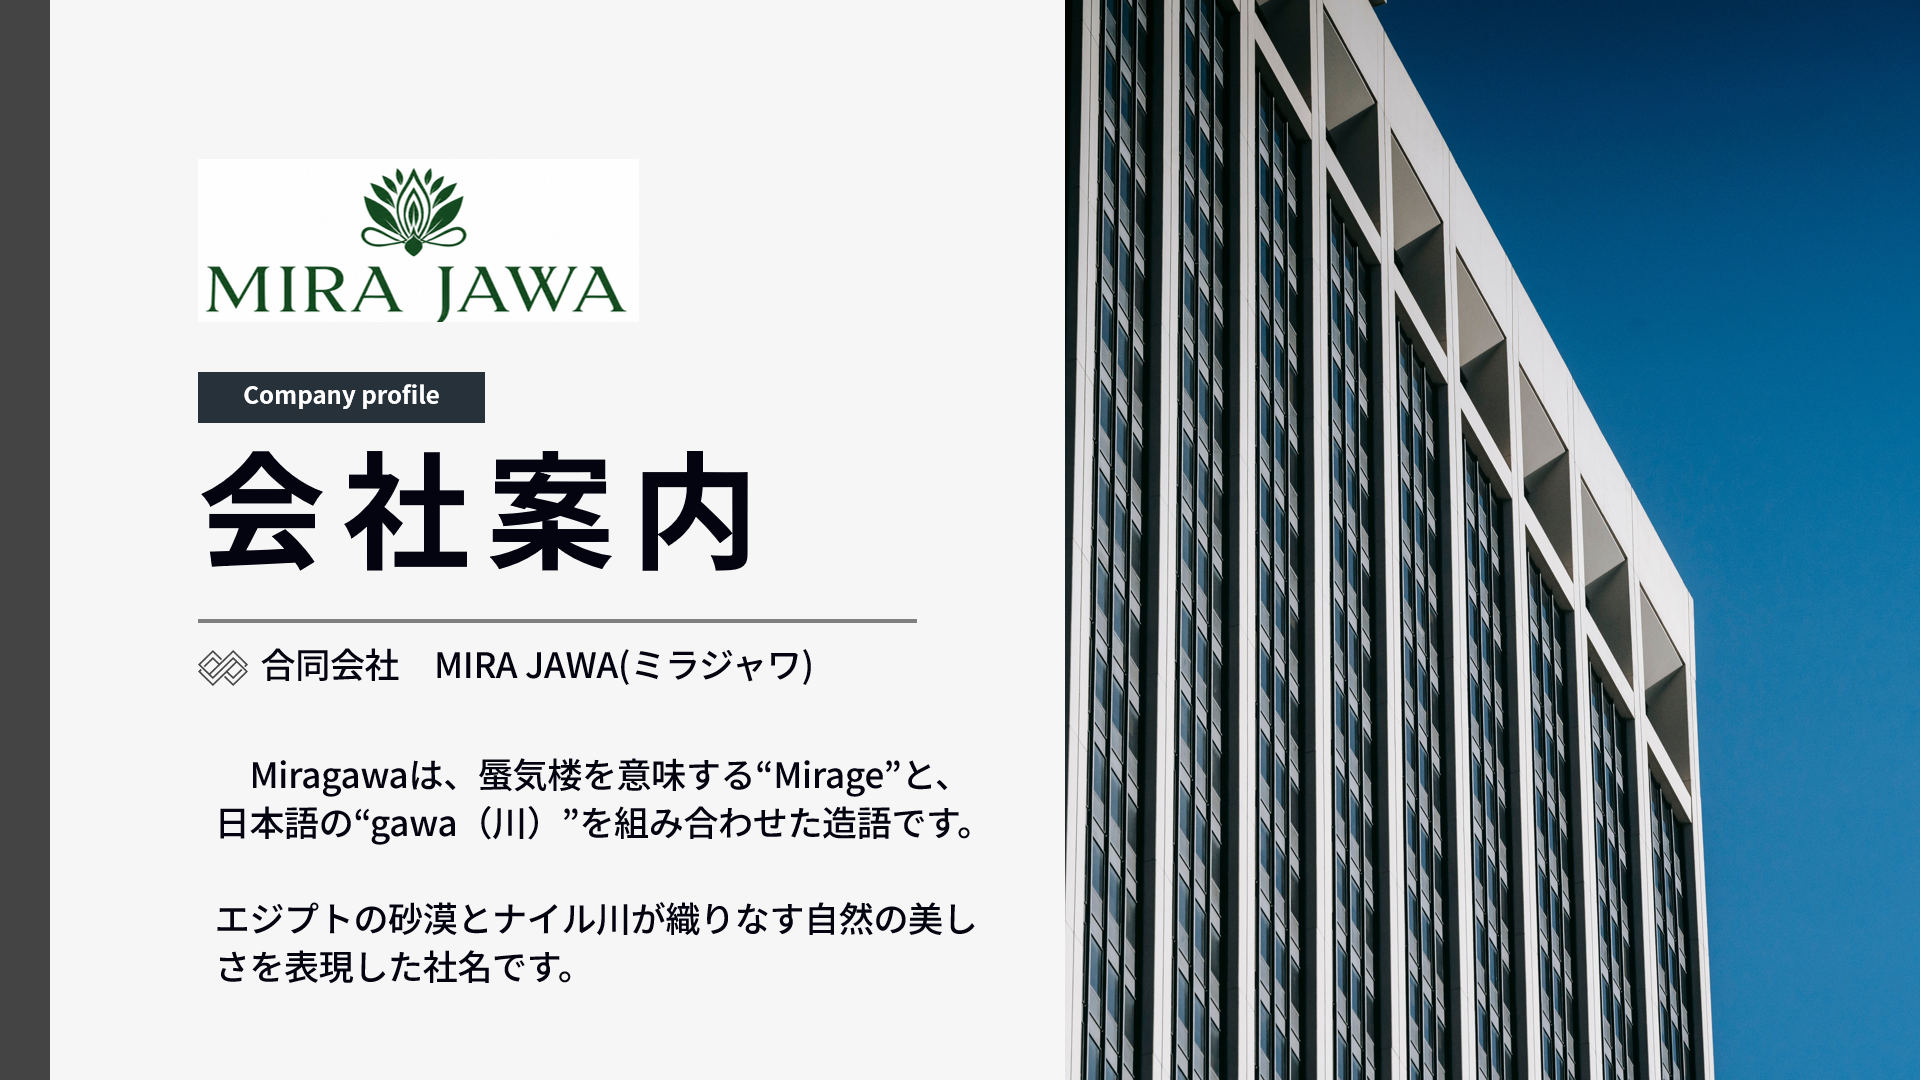 MIRA JAWA
Company profile
会社案内
合同会社　MIRA JAWA(ミラジャワ)
Miragawaは、蜃気楼を意味する“Mirage”と、
日本語の“gawa（川）”を組み合わせた造語です。
エジプトの砂漠とナイル川が織りなす自然の美し
さを表現した社名です。